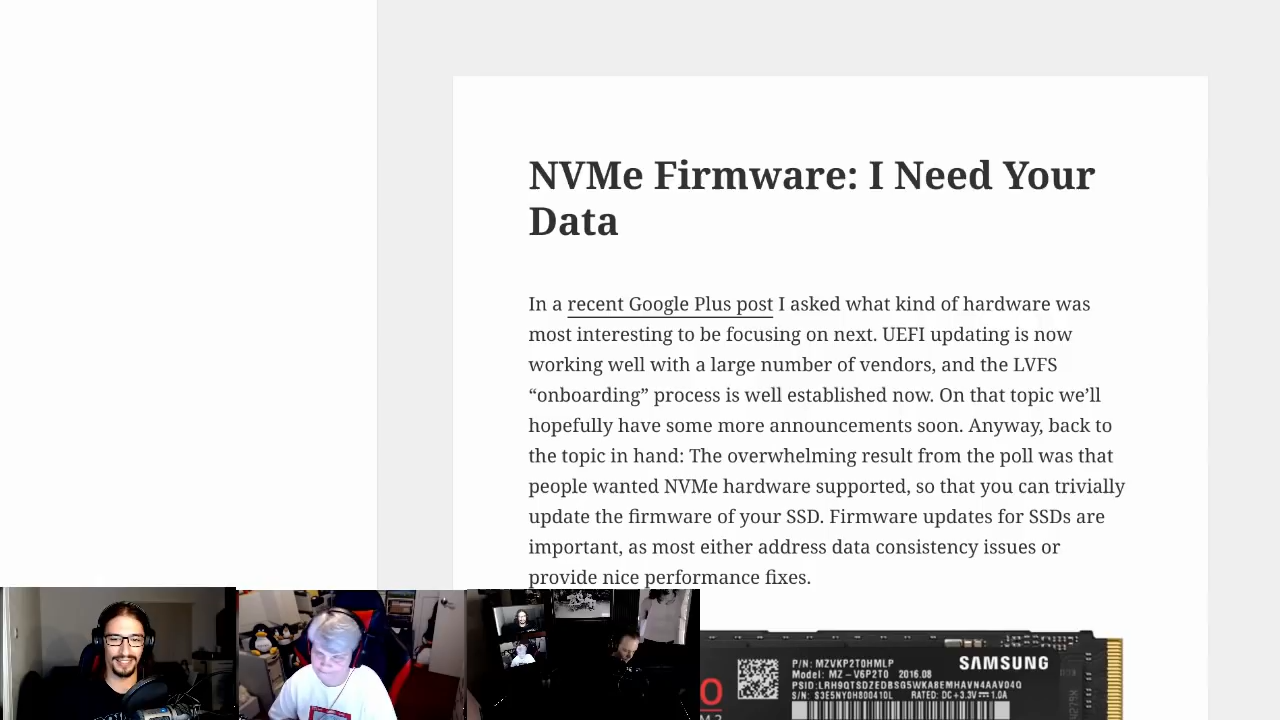 NVMe Firmware: I Need Your
Data
In a recent Google Plus post I asked what kind of hardware was
most interesting to be focusing on next. UEFI updating is now
working well with a large number of vendors, and the LVFS
“onboarding” process is well established now. On that topic we’ll
hopefully have some more announcements soon. Anyway, back to
the topic in hand: The overwhelming result from the poll was that
people wanted NVMe hardware supported, so that you can trivially
update the firmware of your SSD. Firmware updates for SSDs are
important, as most either address data consistency issues or
provide nice performance fixes.
SAMSUNG
P/N: MZVKP2T0HMLP
Model: MZ-V6P2T0 2016.08
RATED: DC+3.3V 1.0A